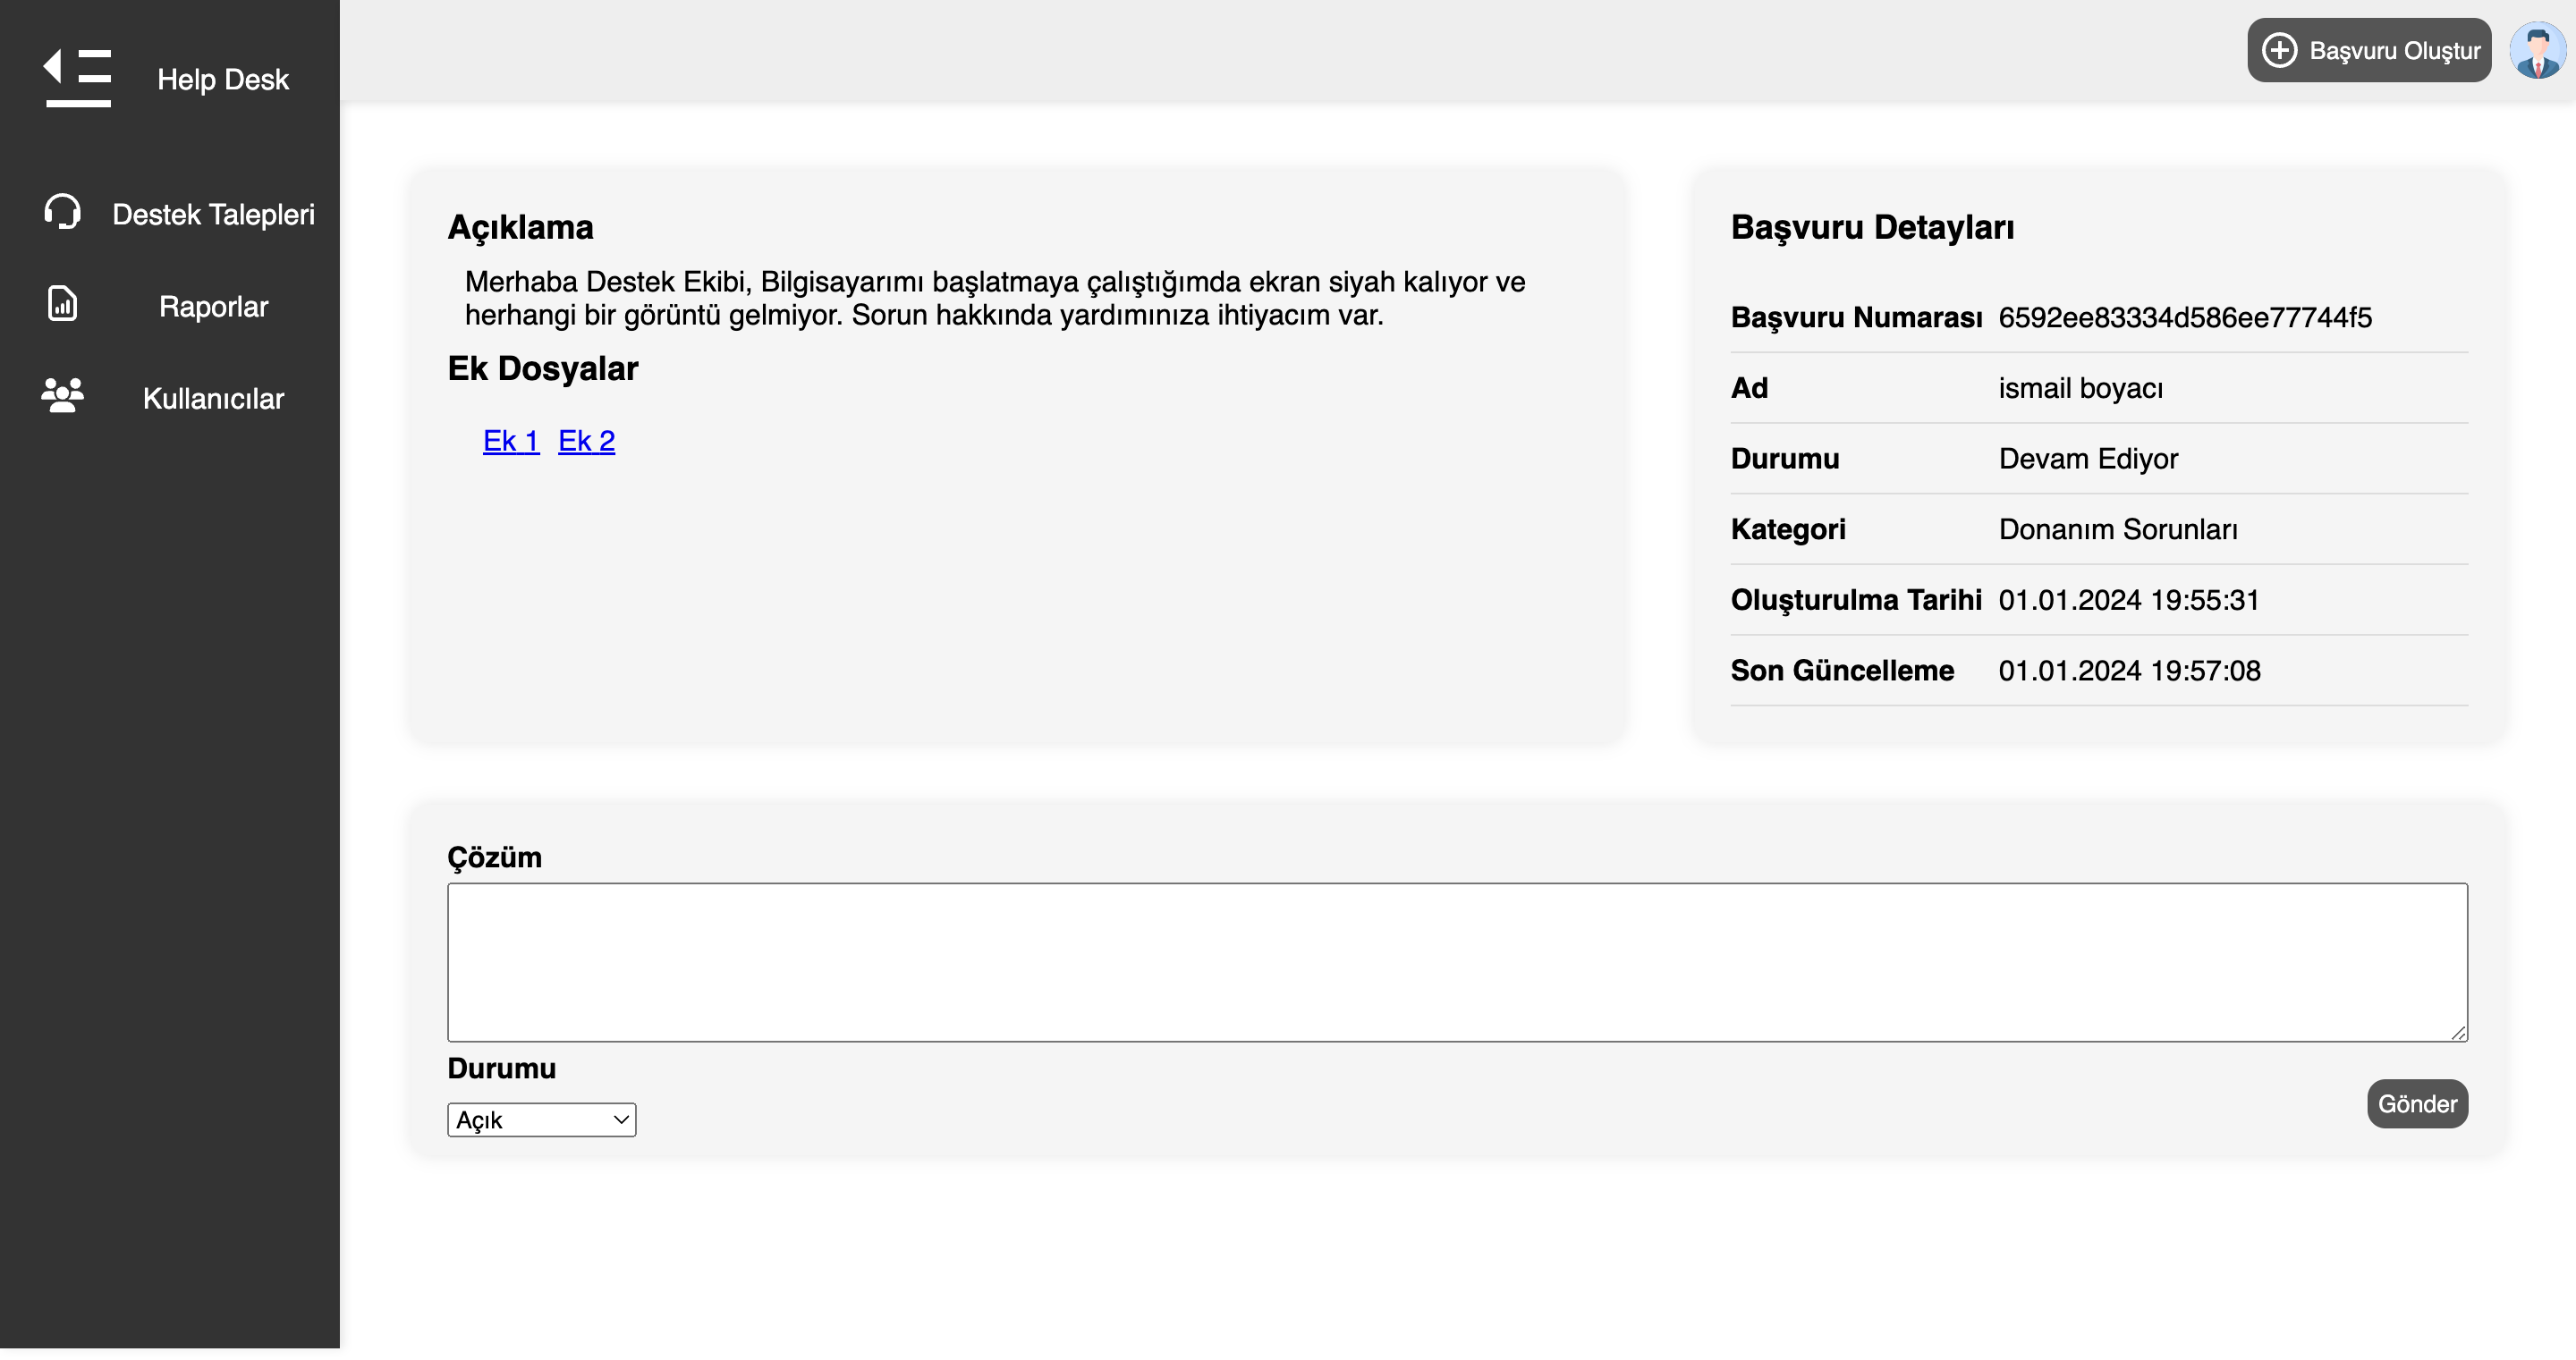 Help Desk
Başvuru Oluştur
Destek Talepleri
Raporlar
Kullanıcılar
Açıklama
Merhaba Destek Ekibi, Bilgisayarımı başlatmaya çalıştığımda ekran siyah kalıyor ve
herhangi bir görüntü gelmiyor. Sorun hakkında yardımınıza ihtiyacım var.
Ek Dosyalar
Ek 1 Ek 2
Başvuru Detayları
Başvuru Numarası 6592ee83334d586ee77744f5
Ad ismail boyacı
Durumu Devam Ediyor
Kategori Donanım Sorunları
Oluşturulma Tarihi 01.01.2024 19:55:31
Son Güncelleme 01.01.2024 19:57:08
Çözüm
Durumu
Açık
Gönder